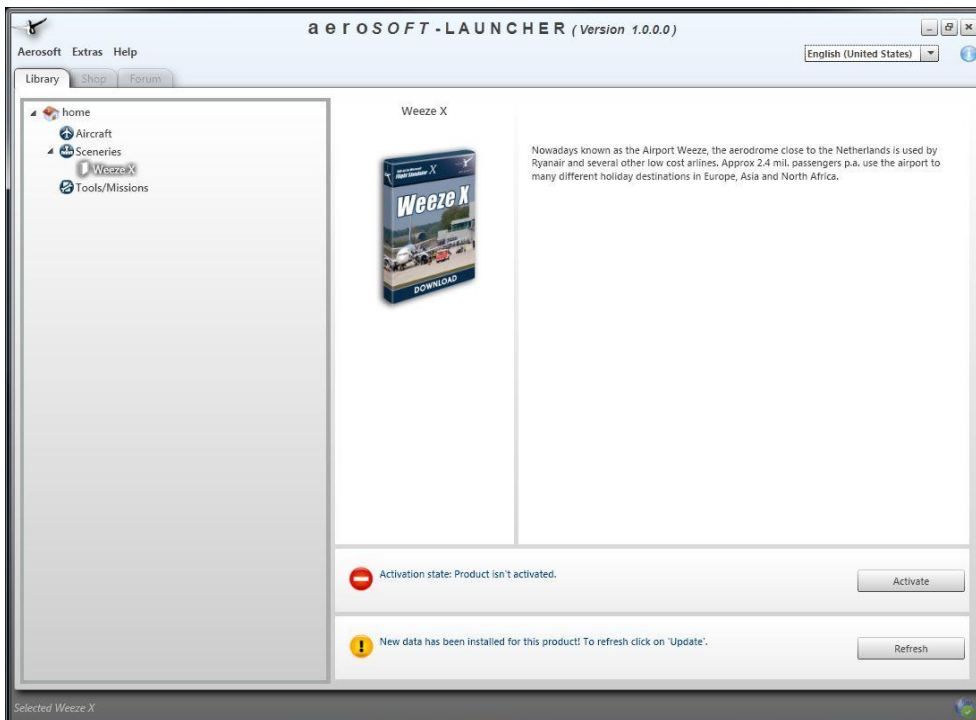 aeroSOFT-LAUNCHER (Version 1.0.0.0)
Aerosoft Extras Help
English (United States)
Library Shop Forum
home
Aircraft
Sceneries
Weeze X
Tools/Missions
Weeze X
Flight Simulator X
Weeze X
DOWNLOAD
Nowadays known as the Airport Weeze, the aerodrome close to the Netherlands is used by
Ryanair and several other low cost arlines. Approx 2.4 mil. passengers p.a. use the airport to
many different holiday destinations in Europe, Asia and North Africa.
Activation state: Product isn't activated.
Activate
New data has been installed for this product! To refresh click on 'Update'.
Refresh
Selected Weeze X